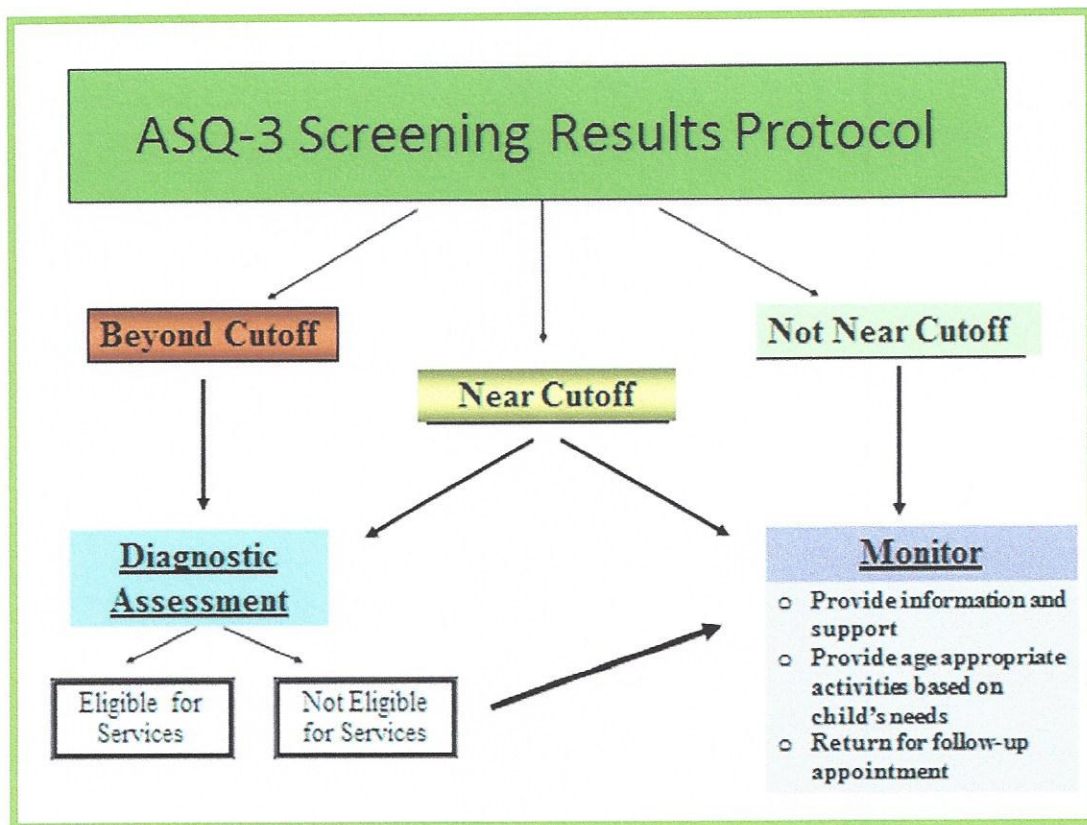 ASQ-3 Screening Results Protocol
Beyond Cutoff
Near Cutoff
Not Near Cutoff
Diagnostic
Assessment
Eligible for
Services
Not Eligible
for Services
Monitor
o Provide information and
support
o Provide age appropriate
activities based on
child's needs
o Return for follow-up
appointment